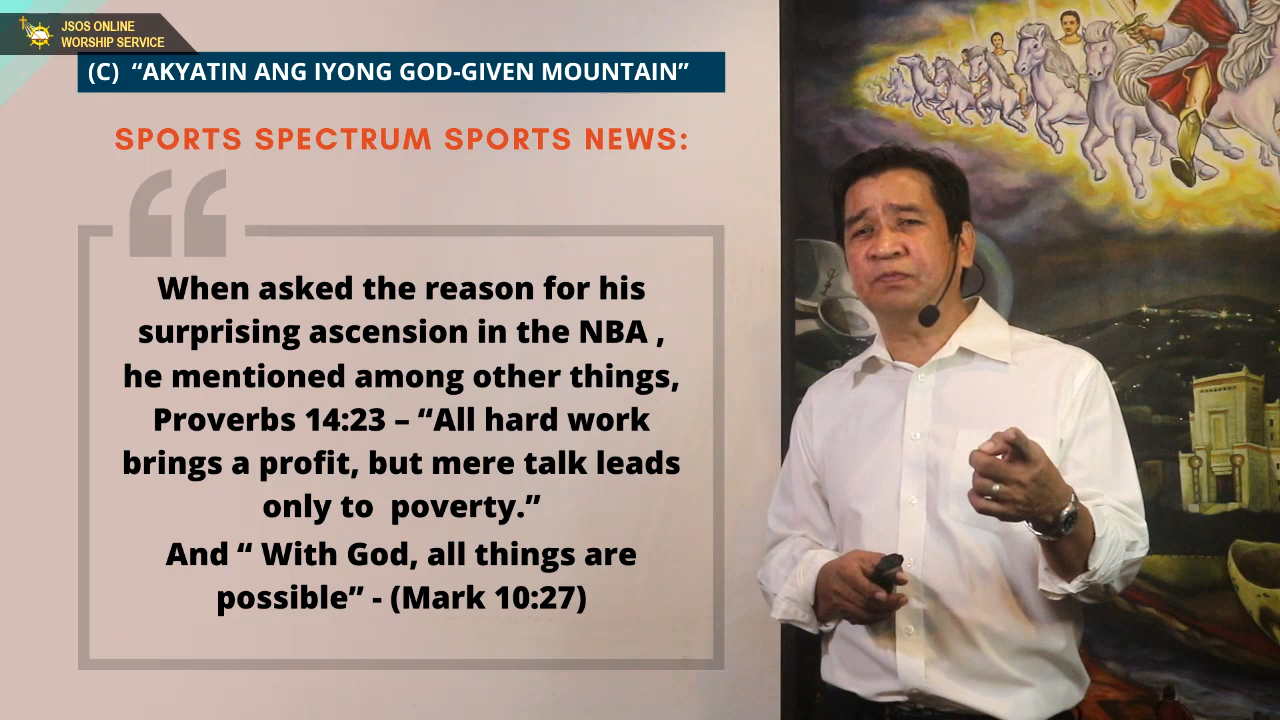 JSOS ONLINE
WORSHIP SERVICE
(C) “AKYATIN ANG IYONG GOD-GIVEN MOUNTAIN”
SPORTS SPECTRUM SPORTS NEWS:
“
When asked the reason for his
surprising ascension in the NBA ,
he mentioned among other things,
Proverbs 14:23 – “All hard work
brings a profit, but mere talk leads
only to poverty.”
And “ With God, all things are
possible” - (Mark 10:27)